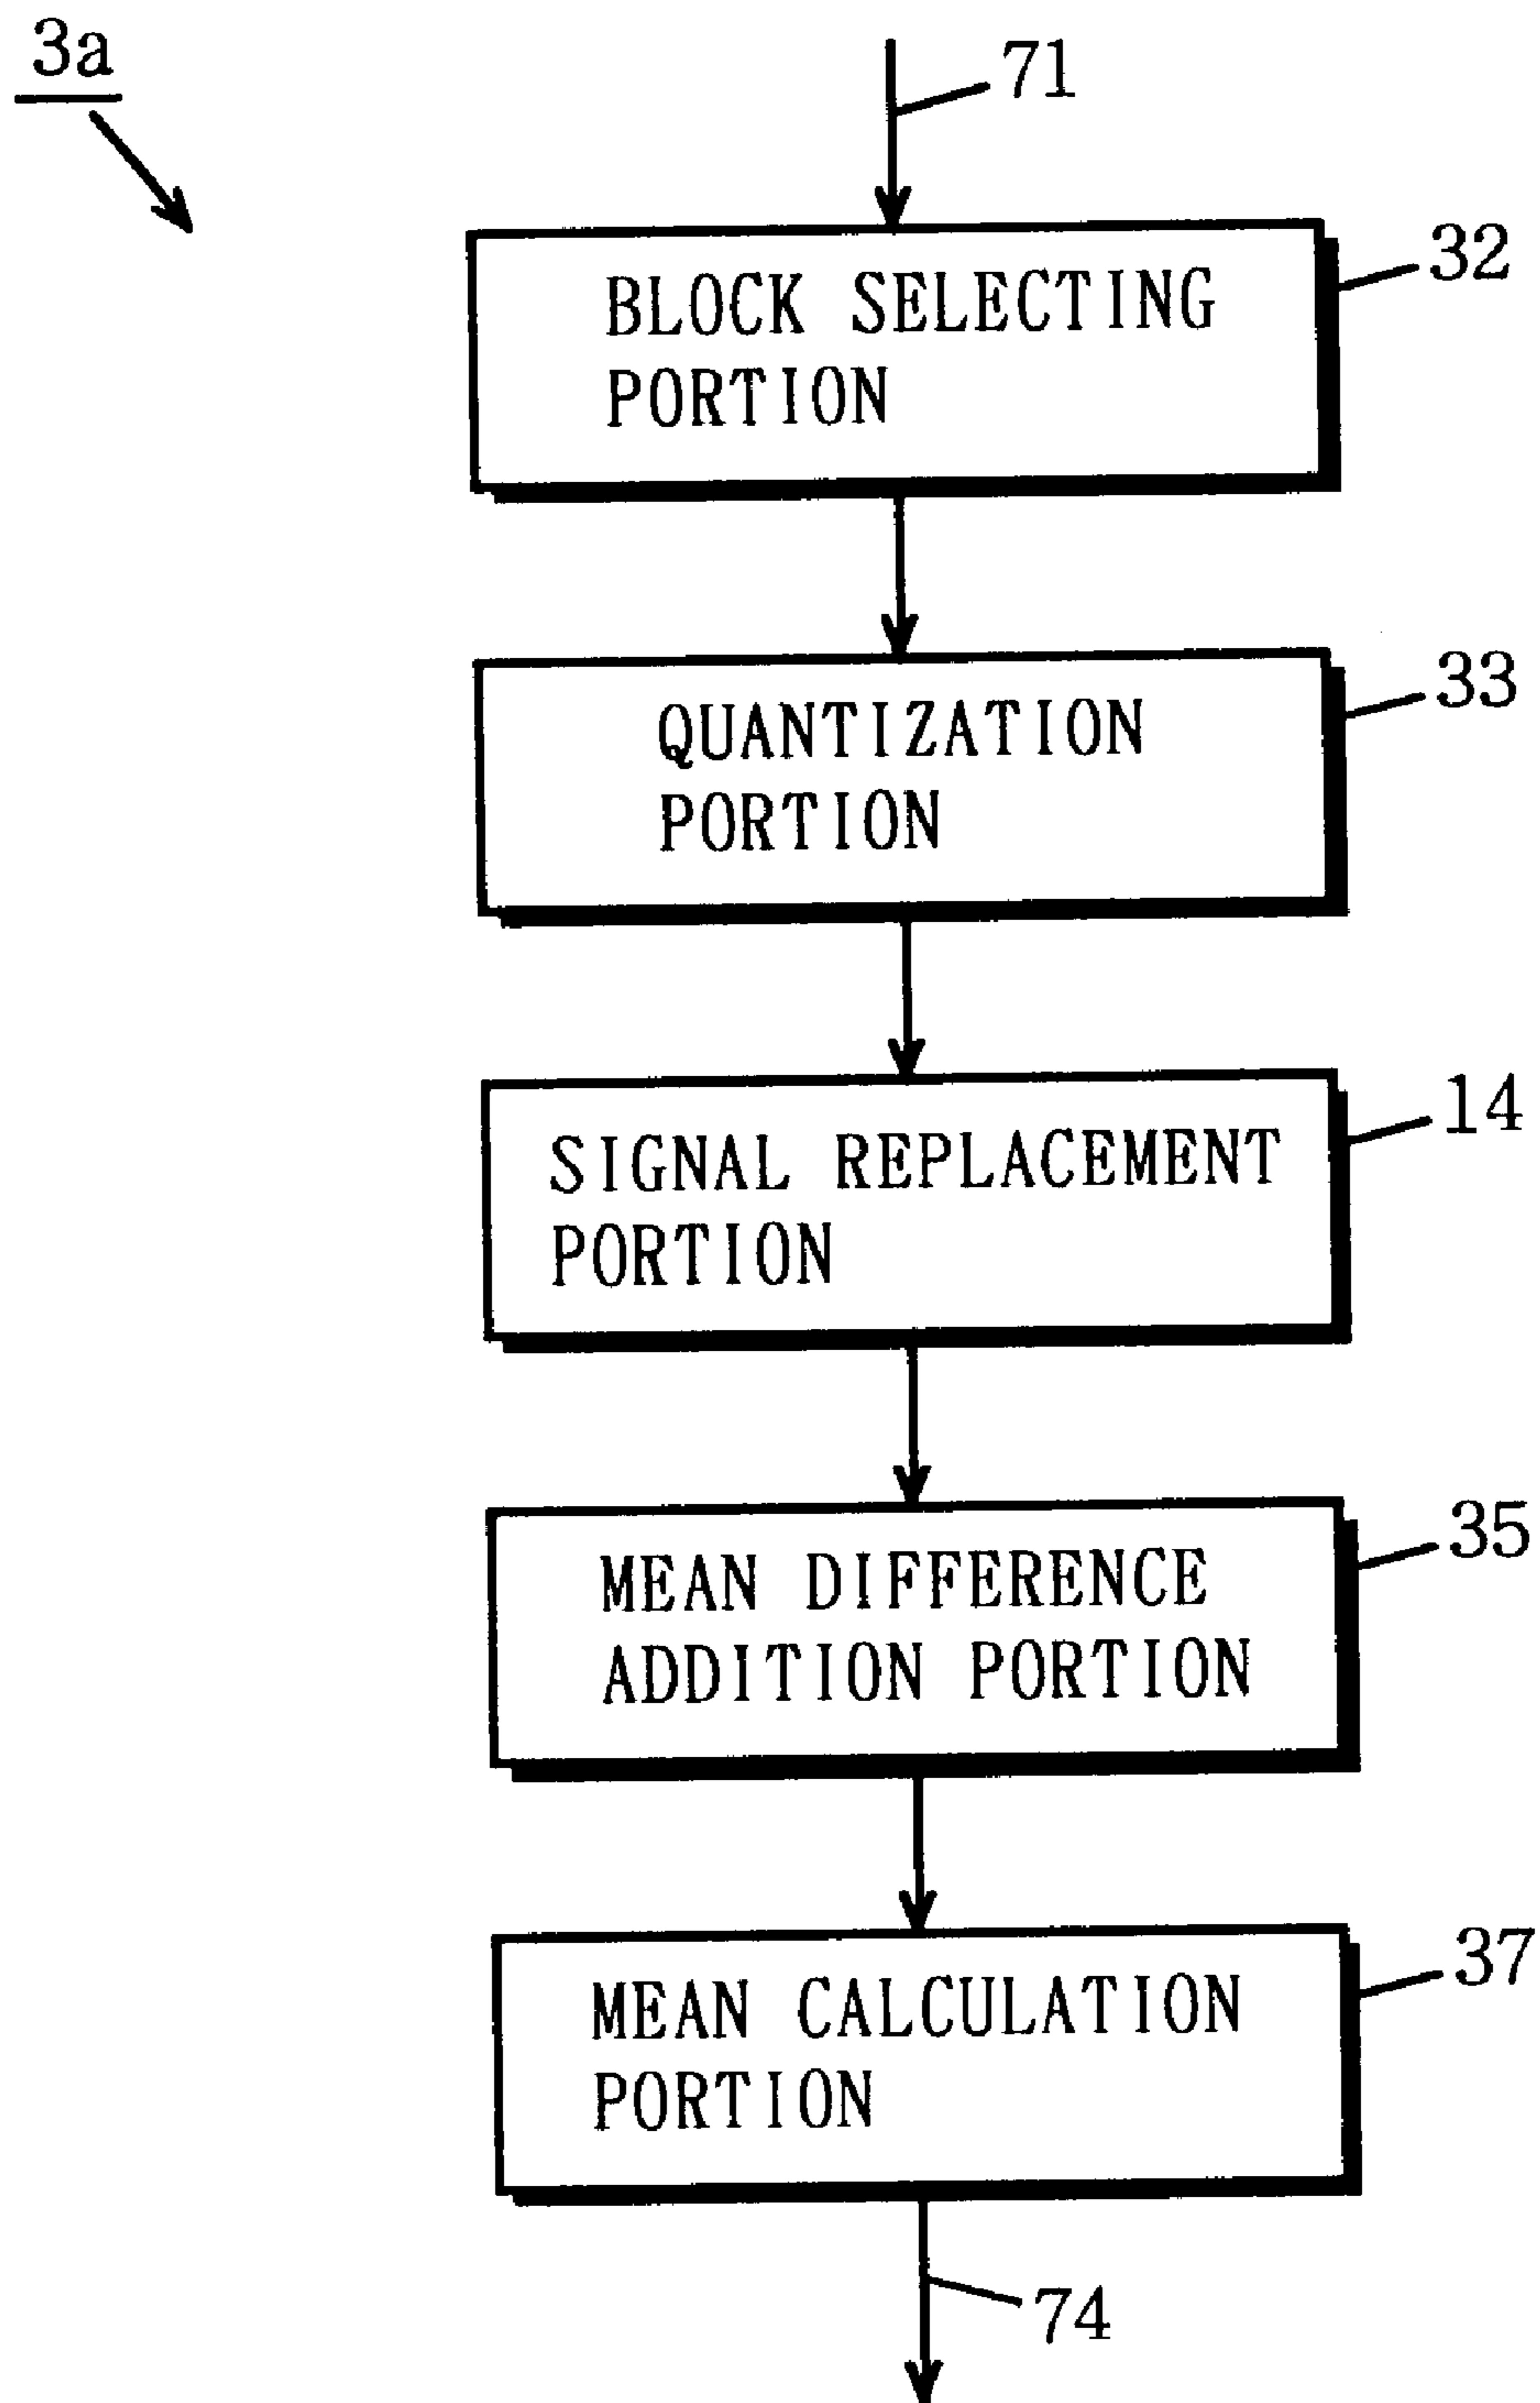 3a
71
BLOCK SELECTING
PORTION
32
QUANTIZATION
PORTION
33
SIGNAL REPLACEMENT
PORTION
14
MEAN DIFFERENCE
ADDITION PORTION
35
MEAN CALCULATION
PORTION
37
74